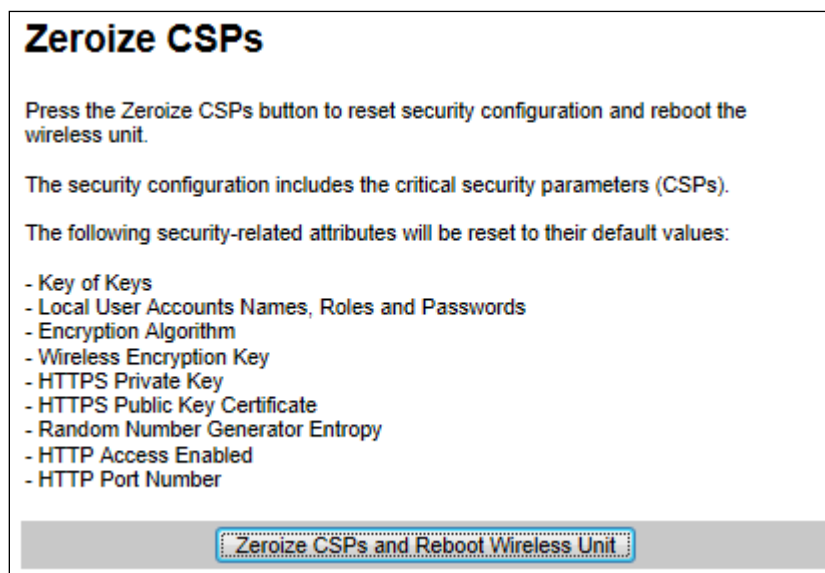 Zeroize CSPs
Press the Zeroize CSPs button to reset security configuration and reboot the
wireless unit.
The security configuration includes the critical security parameters (CSPs).
The following security-related attributes will be reset to their default values:
- Key of Keys
- Local User Accounts Names, Roles and Passwords
- Encryption Algorithm
- Wireless Encryption Key
- HTTPS Private Key
- HTTPS Public Key Certificate
- Random Number Generator Entropy
- HTTP Access Enabled
- HTTP Port Number
Zeroize CSPs and Reboot Wireless Unit